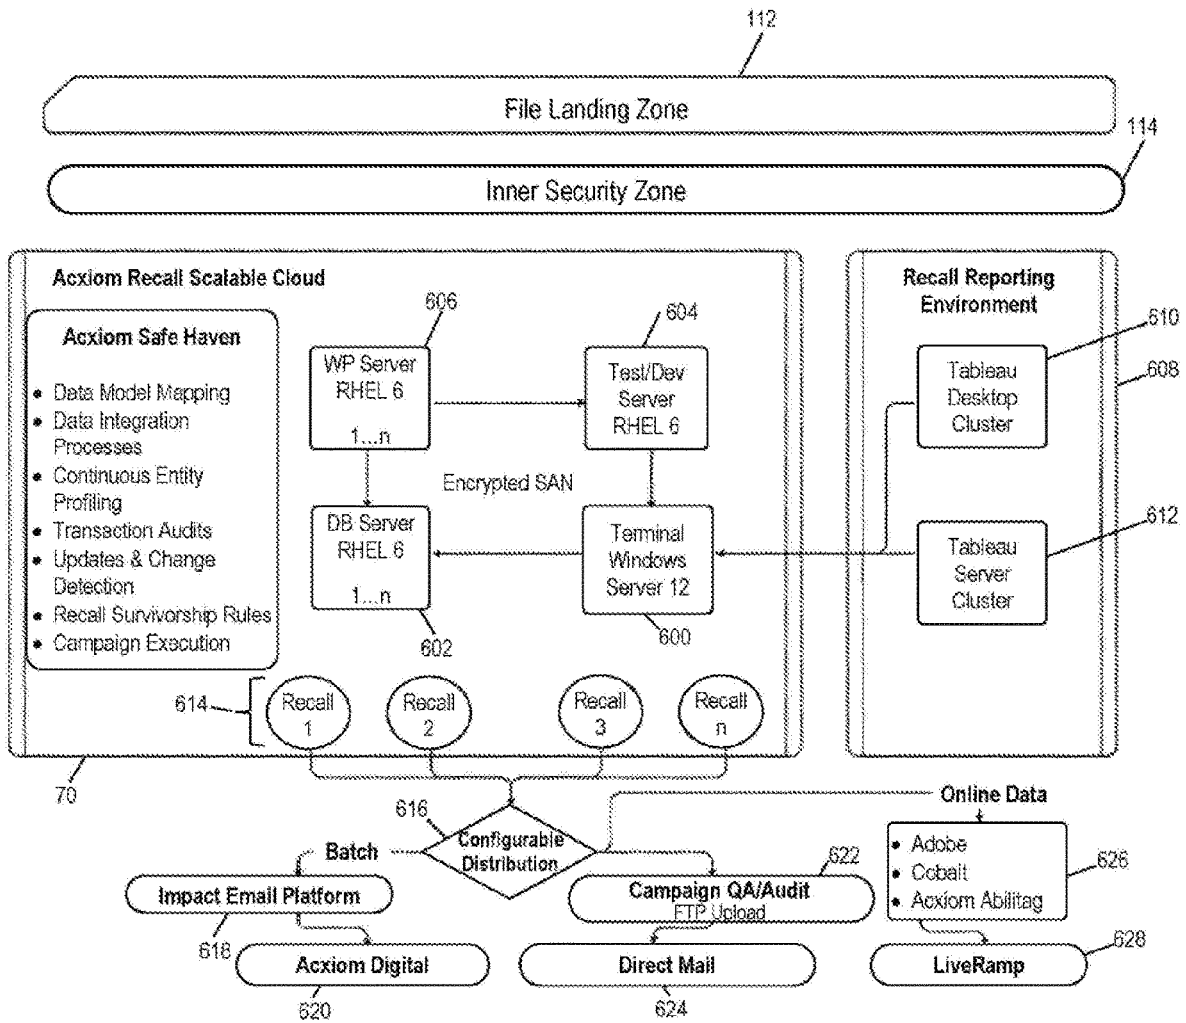 112
File Landing Zone
114
Inner Security Zone
Acxiom Recall Scalable Cloud
Acxiom Safe Haven
• Data Model Mapping
• Data Integration
Processes
• Continuous Entity
Profiling
• Transaction Audits
• Updates & Change
Detection
• Recall Survivorship Rules
• Campaign Execution
606
WP Server
RHEL 6
1...n
604
Test/Dev
Server
RHEL 6
Encrypted SAN
DB Server
RHEL 6
1...n
602
Terminal
Windows
Server 12
600
Recall Reporting
Environment
610
608
Tableau
Desktop
Cluster
612
Tableau
Server
Cluster
614
Recall
1
Recall
2
Recall
3
Recall
n
70
616
Configurable
Distribution
Batch
Impact Email Platform
618
Acxiom Digital
620
622
Campaign QA/Audit
FTP Upload
Direct Mail
624
Online Data
• Adobe
• Cobalt
• Acxiom Abilitag
626
LiveRamp
628